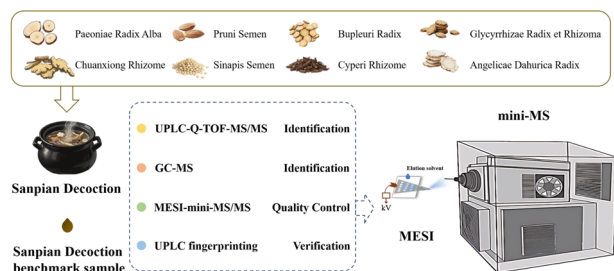 Paeoniae Radix Alba
Pruni Semen
Bupleuri Radix
Glycyrrhizae Radix et Rhizoma
Chuanxiong Rhizome
Sinapis Semen
Cyperi Rhizome
Angelicae Dahurica Radix
Sanpian Decoction
Sanpian Decoction
benchmark sample
UPLC-Q-TOF-MS/MS Identification
GC-MS Identification
MESI-mini-MS/MS Quality Control
UPLC fingerprinting Verification
Elution solvent
kV
MESI
mini-MS